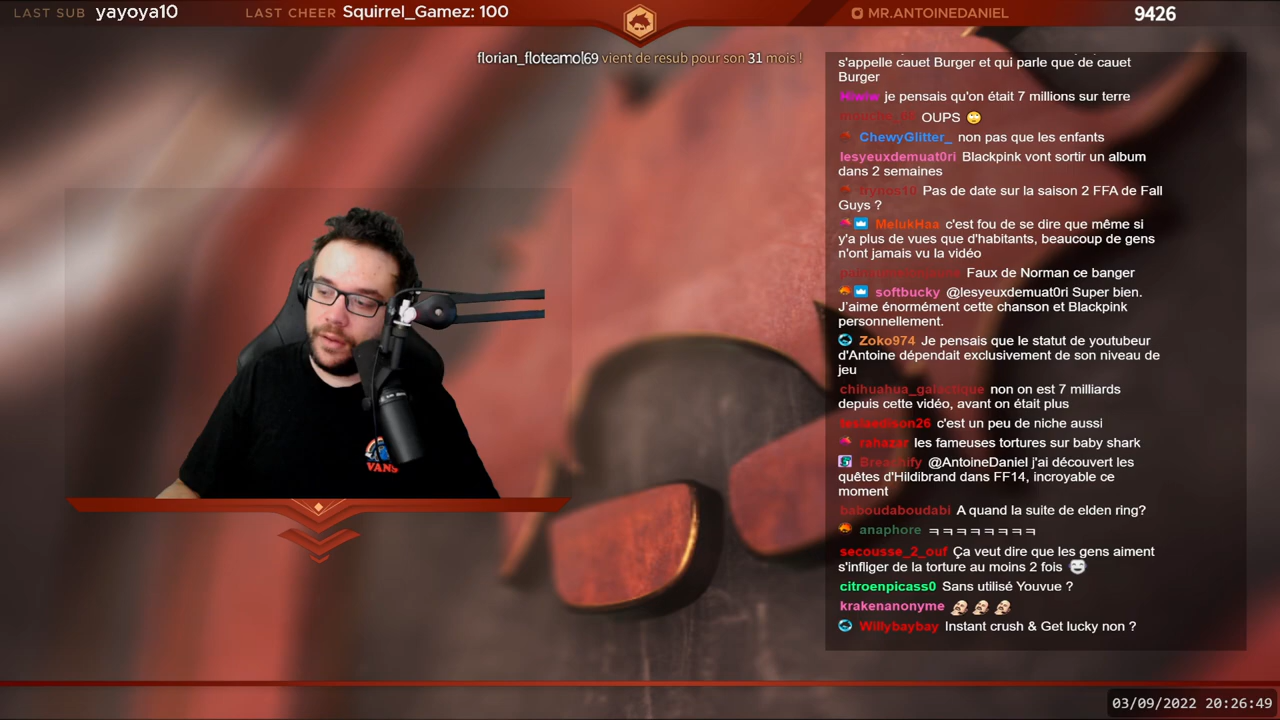 LAST SUB yayoya10 LAST CHEER Squirrel_Gamez: 100 MR.ANTOINEDANIEL 9426
florian_floteamol69 vient de resub pour son 31 mois !
s'appelle cauet Burger et qui parle que de cauet
Burger
Hiwiw je pensais qu'on était 7 millions sur terre
OUPS
ChewyGlitter_ non pas que les enfants
lesyeuxdemuat0ri Blackpink vont sortir un album
dans 2 semaines
Pas de date sur la saison 2 FFA de Fall
Guys ?
MelukHaa c'est fou de se dire que même si
y'a plus de vues que d'habitants, beaucoup de gens
n'ont jamais vu la vidéo
Faux de Norman ce banger
softbucky @lesyeuxdemuat0ri Super bien.
J'aime énormément cette chanson et Blackpink
personnellement.
Zoko974 Je pensais que le statut de youtubeur
d'Antoine dépendait exclusivement de son niveau de
jeu
chihuahua_galactique non on est 7 milliards
depuis cette vidéo, avant on était plus
c'est un peu de niche aussi
rahazar les fameuses tortures sur baby shark
@AntoineDaniel j'ai découvert les
quêtes d'Hildibrand dans FF14, incroyable ce
moment
baboudaboudabi A quand la suite de elden ring?
anaphore ㅋㅋㅋㅋㅋㅋㅋㅋ
secousse_2_ouf Ça veut dire que les gens aiment
s'infliger de la torture au moins 2 fois
citroenpicass0 Sans utilisé Youvue ?
krakenanonyme
Willybaybay Instant crush & Get lucky non ?
VANS
03/09/2022 20:26:49